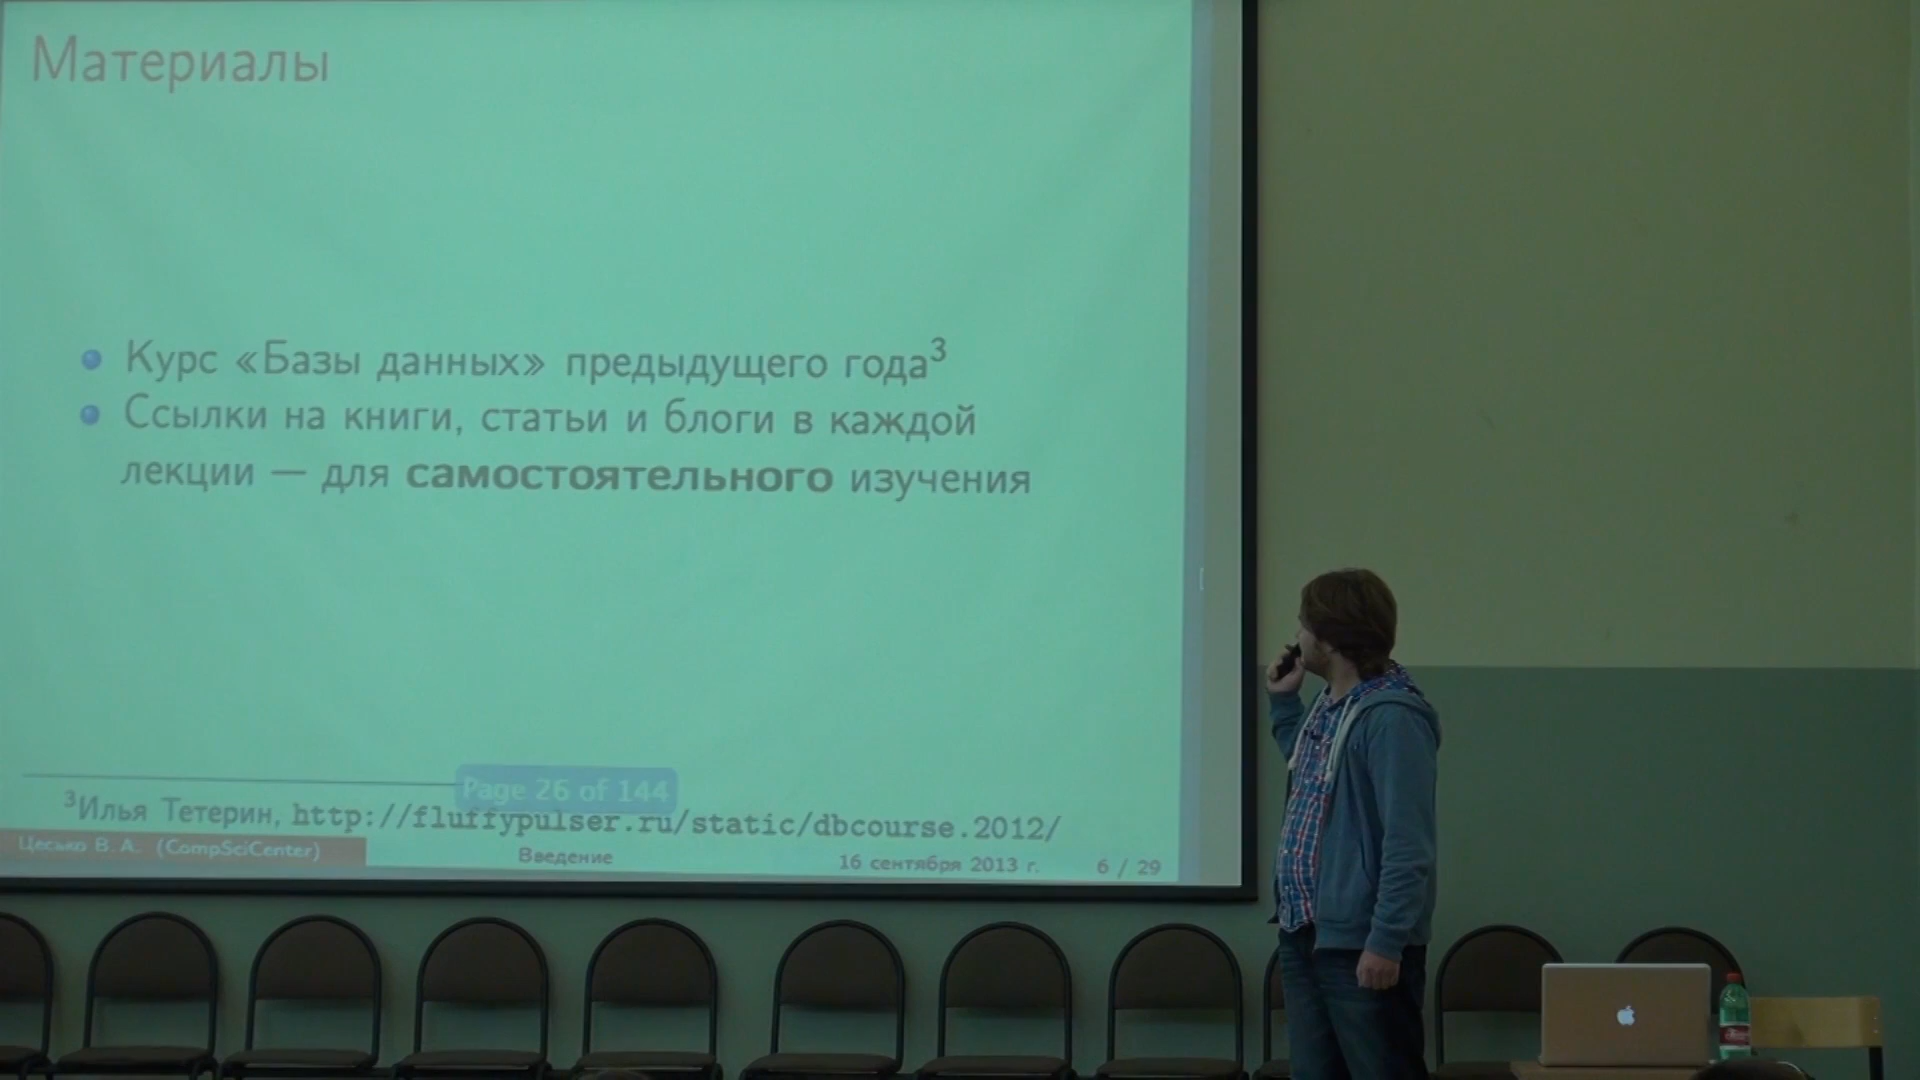 Материалы
Курс «Базы данных» предыдущего года³
Ссылки на книги, статьи и блоги в каждой
лекции — для самостоятельного изучения
Page 26 of 144
³Илья Тетерин, http://fluffypulser.ru/static/dbcourse.2012/
Цесько В. А. (CompSciCenter)
Введение
16 сентября 2013 г.
6 / 29